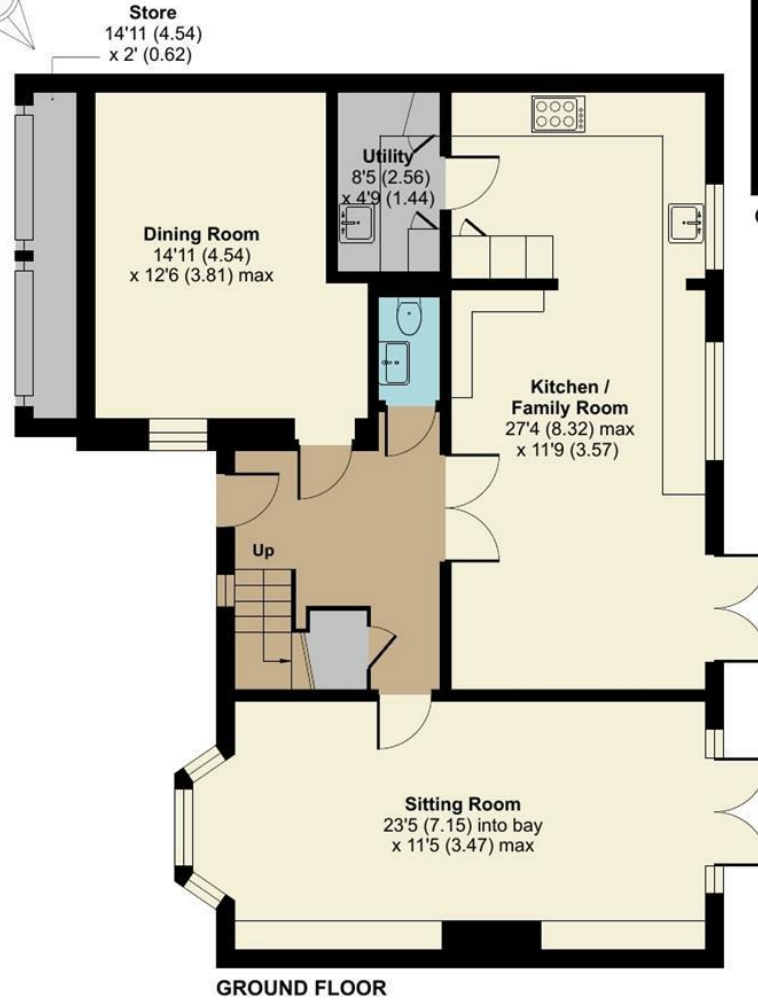 Store
14'11 (4.54)
x 2' (0.62)
Utility
8'5 (2.56)
x 4'9 (1.44)
Dining Room
14'11 (4.54)
x 12'6 (3.81) max
Kitchen /
Family Room
27'4 (8.32) max
x 11'9 (3.57)
Up
Sitting Room
23'5 (7.15) into bay
x 11'5 (3.47) max
GROUND FLOOR